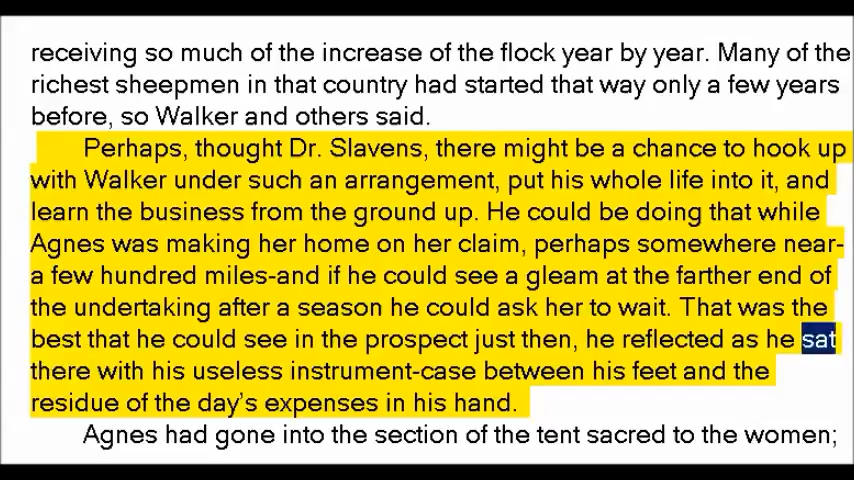 receiving so much of the increase of the flock year by year. Many of the
richest sheepmen in that country had started that way only a few years
before, so Walker and others said.
Perhaps, thought Dr. Slavens, there might be a chance to hook up
with Walker under such an arrangement, put his whole life into it, and
learn the business from the ground up. He could be doing that while
Agnes was making her home on her claim, perhaps somewhere near-
a few hundred miles-and if he could see a gleam at the farther end of
the undertaking after a season he could ask her to wait. That was the
best that he could see in the prospect just then, he reflected as he sat
there with his useless instrument-case between his feet and the
residue of the day's expenses in his hand.
Agnes had gone into the section of the tent sacred to the women;